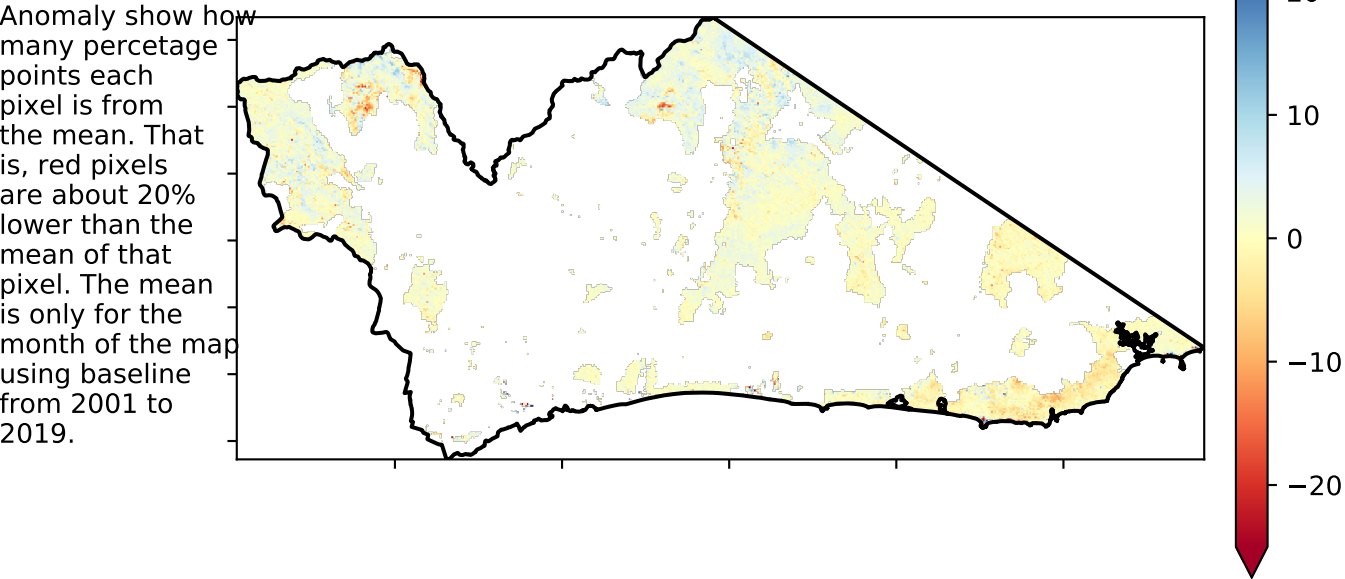 Anomaly show how
many percetage
points each
pixel is from
the mean. That
is, red pixels
are about 20%
lower than the
mean of that
pixel. The mean
is only for the
month of the map
using baseline
from 2001 to
2019.
10
0
−10
−20